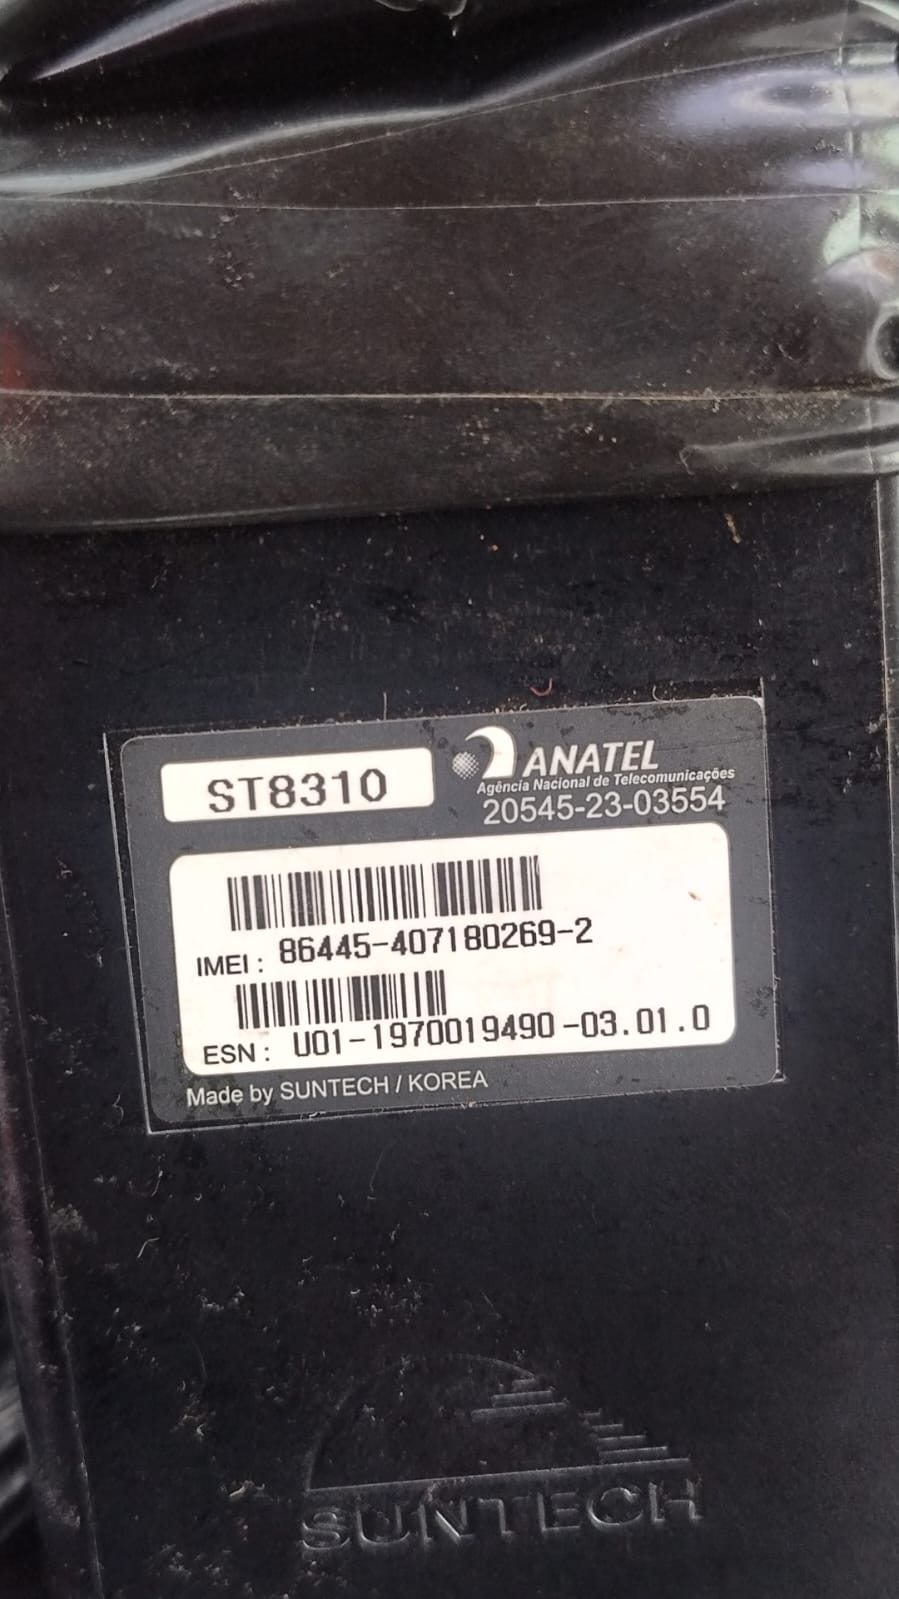 ST8310
ANATEL
Agência Nacional de Telecomunicações
20545-23-03554
IMEI: 86445-407180269-2
ESN: U01-1970019490-03.01.0
Made by SUNTECH / KOREA
SUNTECH